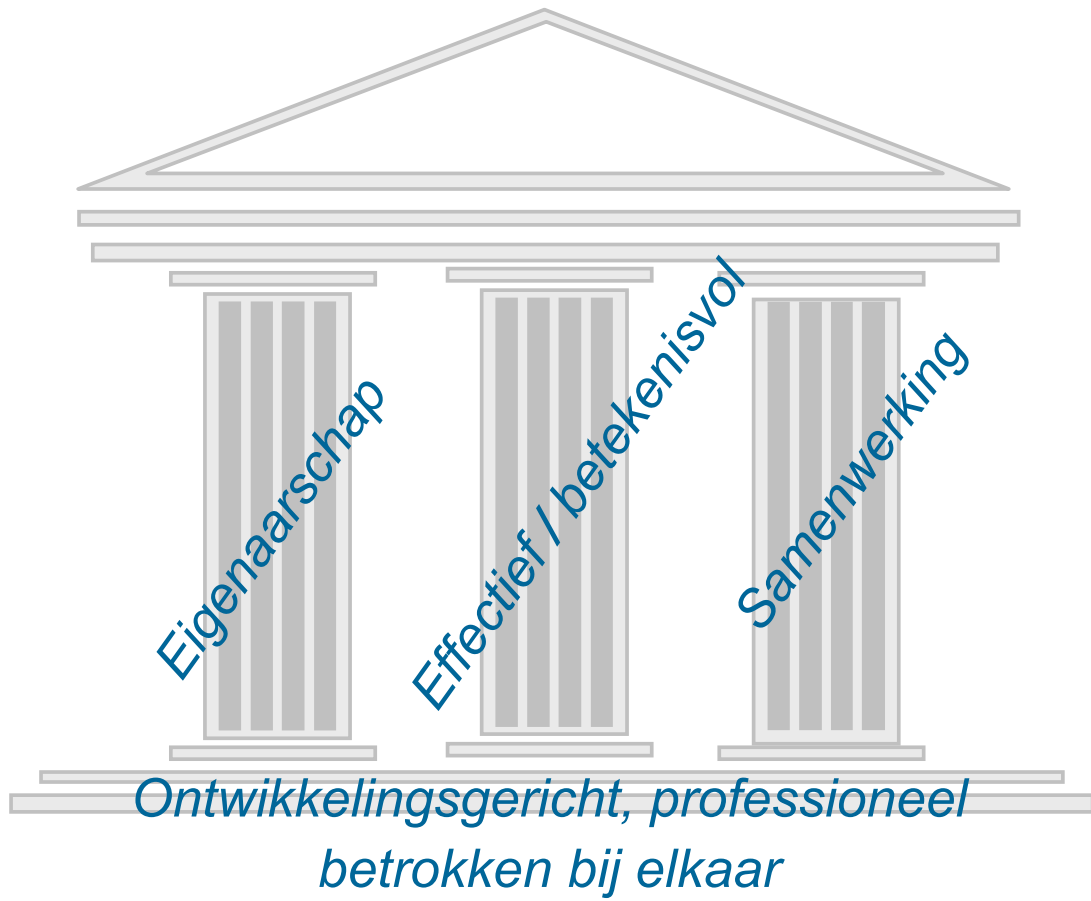 Eigenaarschap
Effectief / betekenisvol
Samenwerking
Ontwikkelingsgericht, professioneel
betrokken bij elkaar